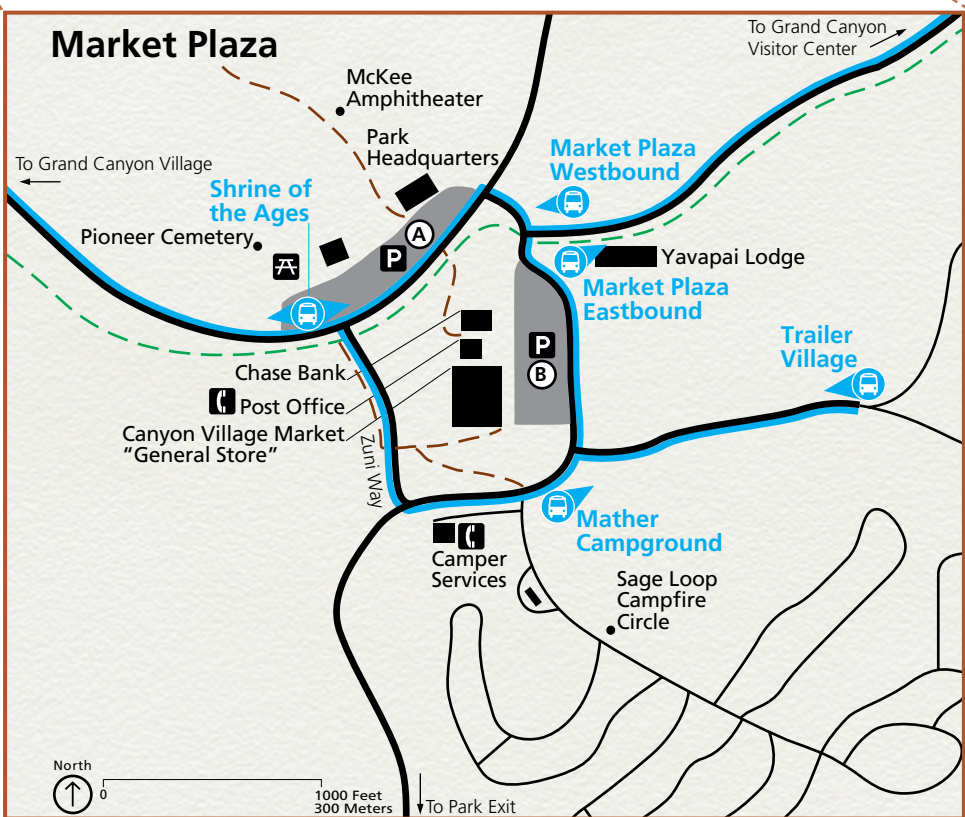 Market Plaza
To Grand Canyon
Visitor Center
McKee
Amphitheater
Park
Headquarters
To Grand Canyon Village
Market Plaza
Westbound
Shrine of
the Ages
A
Pioneer Cemetery
P
Yavapai Lodge
Market Plaza
Eastbound
Trailer
Village
P
B
Chase Bank
Post Office
Canyon Village Market
“General Store”
Zuni Way
Mather
Campground
Camper
Services
Sage Loop
Campfire
Circle
North
0
1000 Feet
300 Meters
To Park Exit